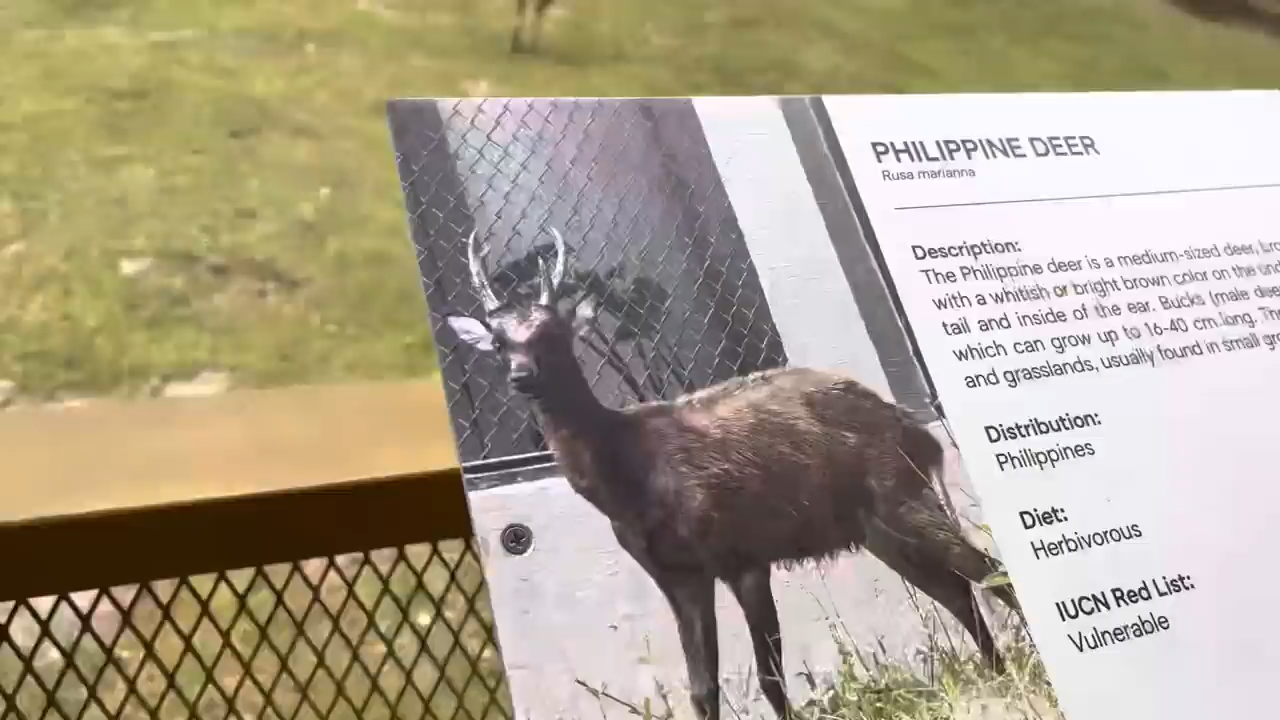 PHILIPPINE DEER
Rusa marianna
Description:
The Philippine deer is a medium-sized deer,
with a whitish or bright brown color on the
tail and inside of the ear. Bucks (male
which can grow up to 16-40 cm long.
and grasslands, usually found in small
Distribution:
Philippines
Diet:
Herbivorous
IUCN Red List:
Vulnerable